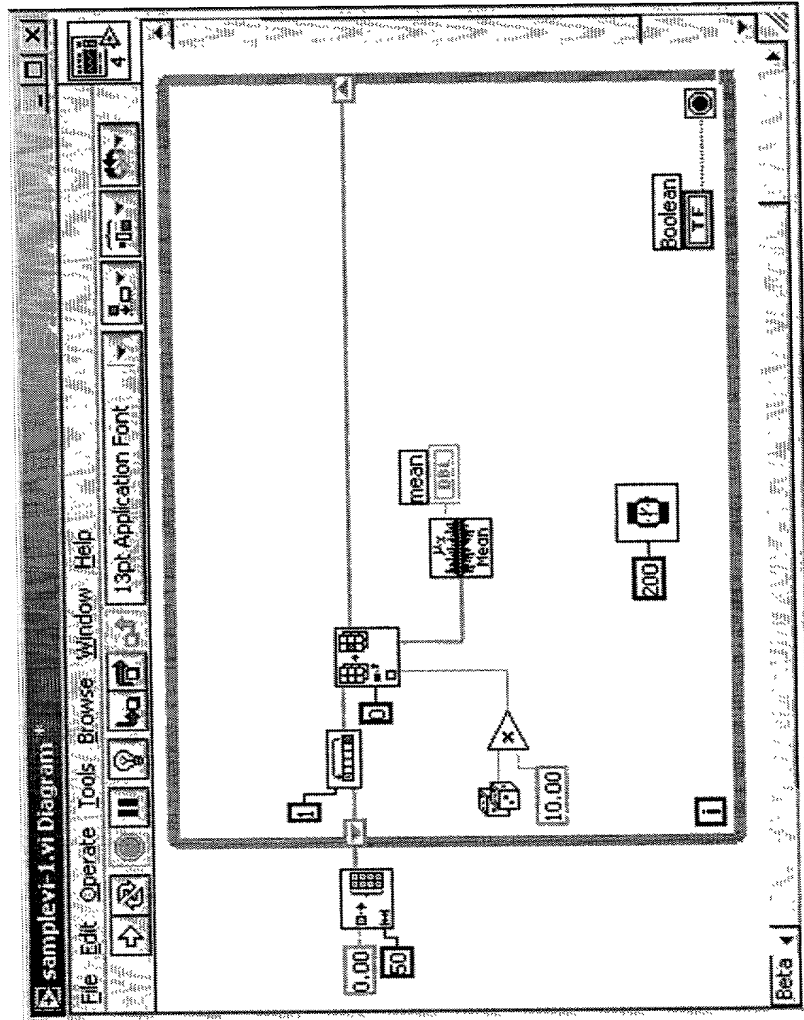 samplevi-1.vi Diagram *
File Edit Operate Tools Browse Window Help
13pt Application Font
4
0.00
50
1
0
mean
DBL
μx
Mean
10.00
200
Boolean
TF
i
Beta